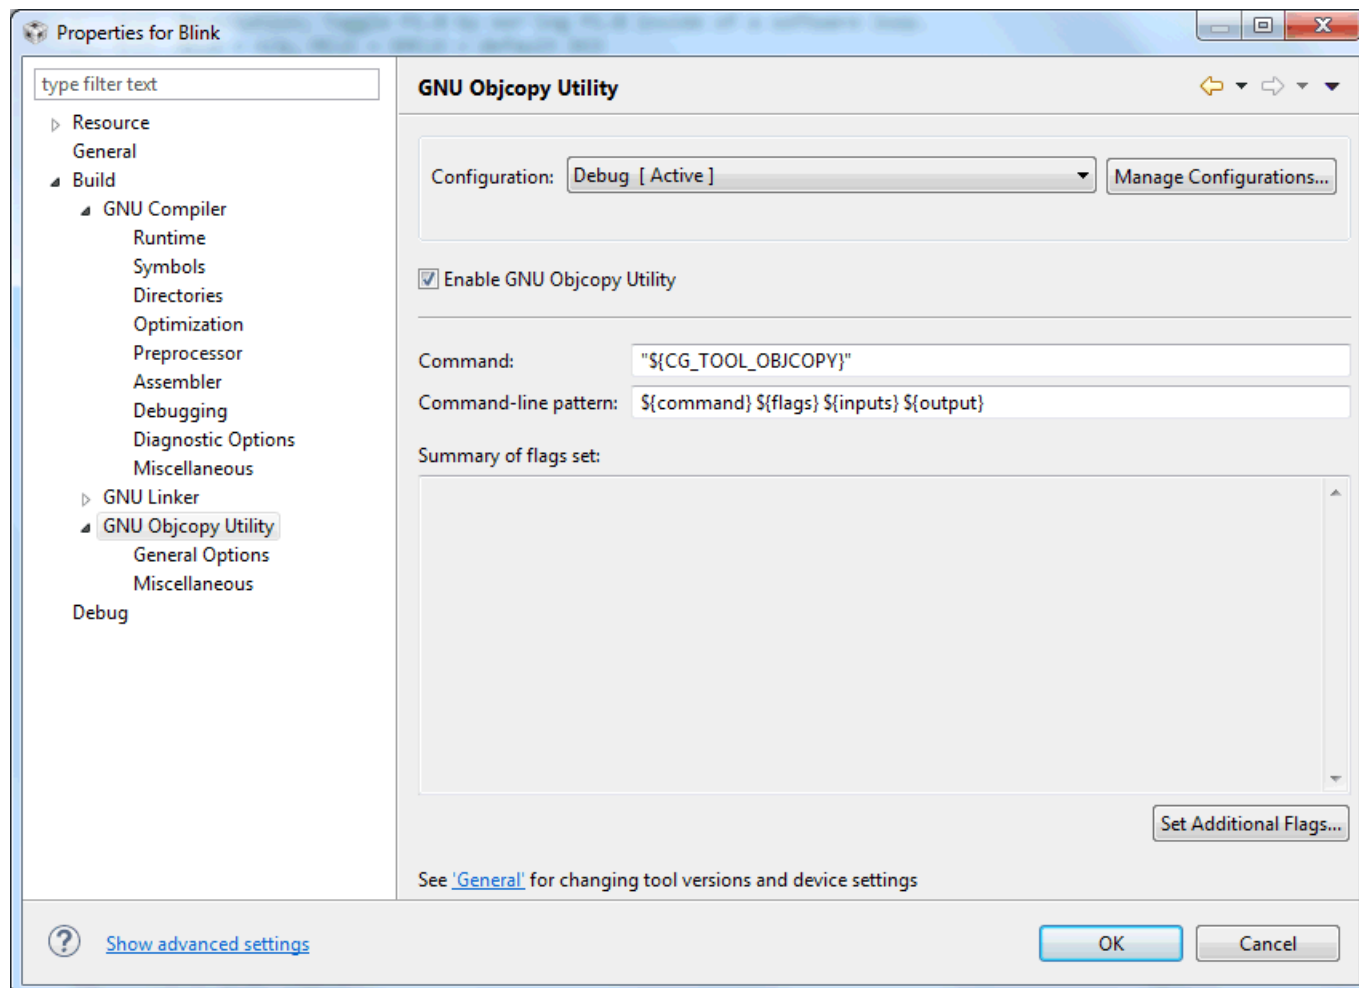 Properties for Blink
type filter text
Resource
General
Build
GNU Compiler
Runtime
Symbols
Directories
Optimization
Preprocessor
Assembler
Debugging
Diagnostic Options
Miscellaneous
GNU Linker
GNU Objcopy Utility
General Options
Miscellaneous
Debug
GNU Objcopy Utility
Configuration: Debug [ Active ] Manage Configurations...
Enable GNU Objcopy Utility
Command: "${CG_TOOL_OBJCOPY}"
Command-line pattern: ${command} ${flags} ${inputs} ${output}
Summary of flags set:
Set Additional Flags...
See 'General' for changing tool versions and device settings
Show advanced settings OK Cancel